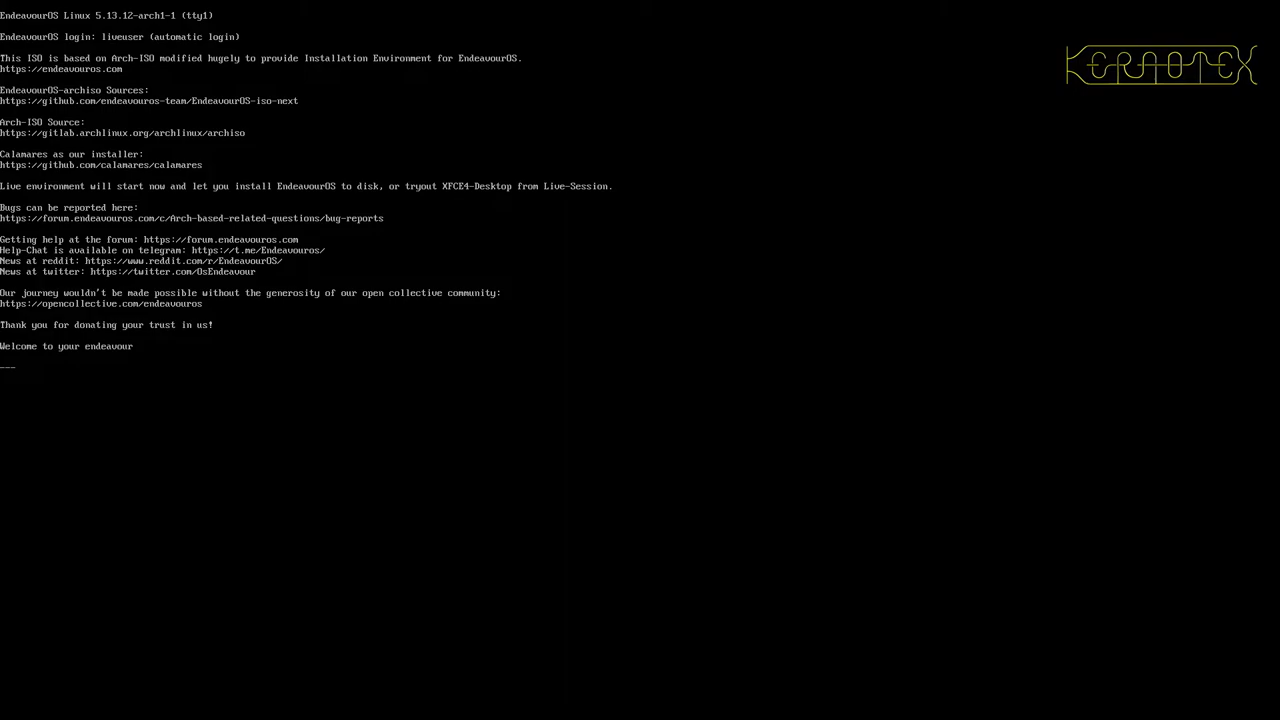 EndeavourOS Linux 5.13.12-arch1-1 (tty1)
EndeavourOS login: liveuser (automatic login)
This ISO is based on Arch-ISO modified hugely to provide Installation Environment for EndeavourOS.
https://endeavouros.com
EndeavourOS-archiso Sources:
https://github.com/endeavouros-team/EndeavourOS-iso-next
Arch-ISO Source:
https://gitlab.archlinux.org/archlinux/archiso
Calamares as our installer:
https://github.com/calamares/calamares
Live environment will start now and let you install EndeavourOS to disk, or tryout XFCE4-Desktop from Live-Session.
Bugs can be reported here:
https://forum.endeavouros.com/c/Arch-based-related-questions/bug-reports
Getting help at the forum: https://forum.endeavouros.com
Help-Chat is available on telegram: https://t.me/Endeavouros/
News at reddit: https://www.reddit.com/r/EndeavourOS/
News at twitter: https://twitter.com/OsEndeavour
Our journey wouldn't be made possible without the generosity of our open collective community:
https://opencollective.com/endeavouros
Thank you for donating your trust in us!
Welcome to your endeavour
---